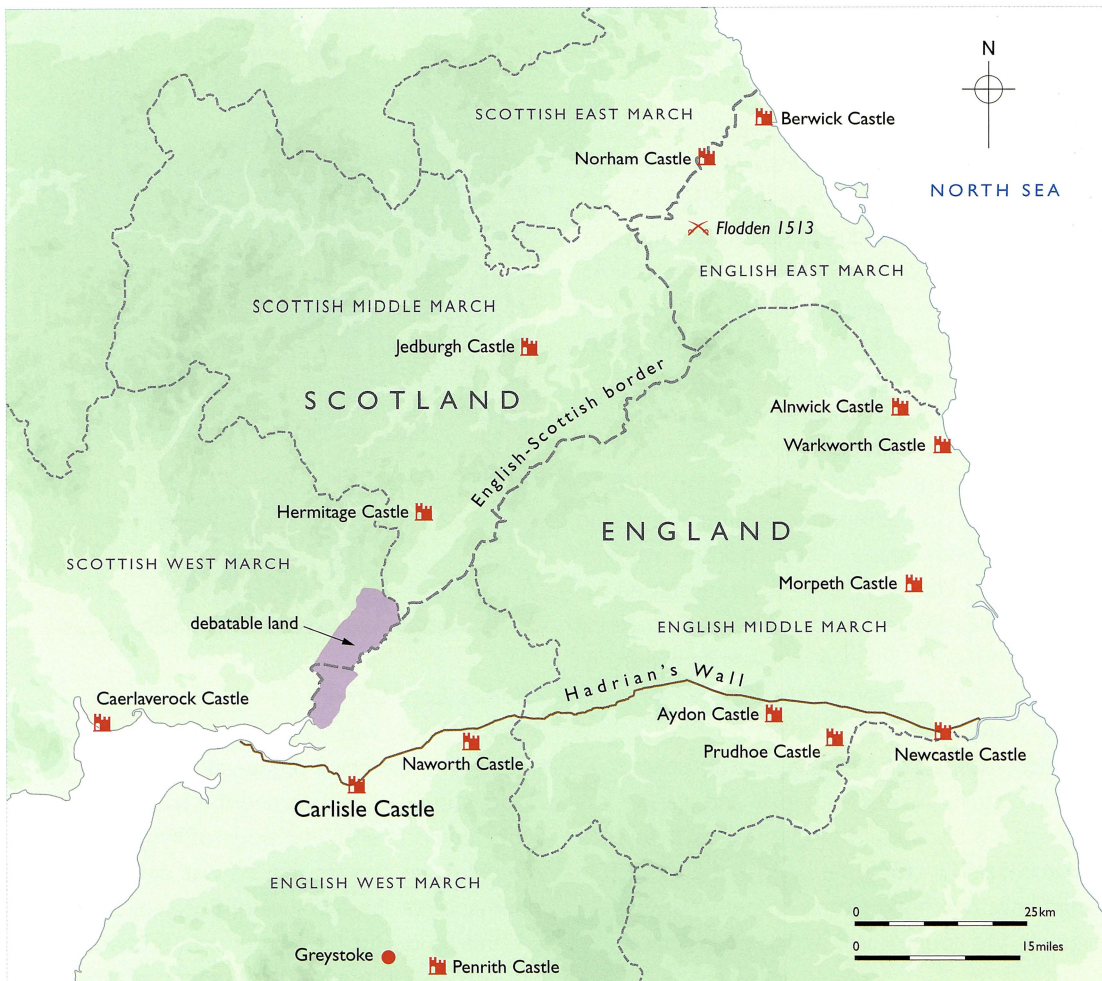 N
SCOTTISH EAST MARCH
Berwick Castle
Norham Castle
NORTH SEA
Flodden 1513
ENGLISH EAST MARCH
SCOTTISH MIDDLE MARCH
Jedburgh Castle
English-Scottish border
SCOTLAND
Alnwick Castle
Warkworth Castle
Hermitage Castle
ENGLAND
SCOTTISH WEST MARCH
Morpeth Castle
debatable land
ENGLISH MIDDLE MARCH
Hadrian's Wall
Caerlaverock Castle
Aydon Castle
Prudhoe Castle
Newcastle Castle
Naworth Castle
Carlisle Castle
ENGLISH WEST MARCH
0 25km
0 15miles
Greystoke
Penrith Castle